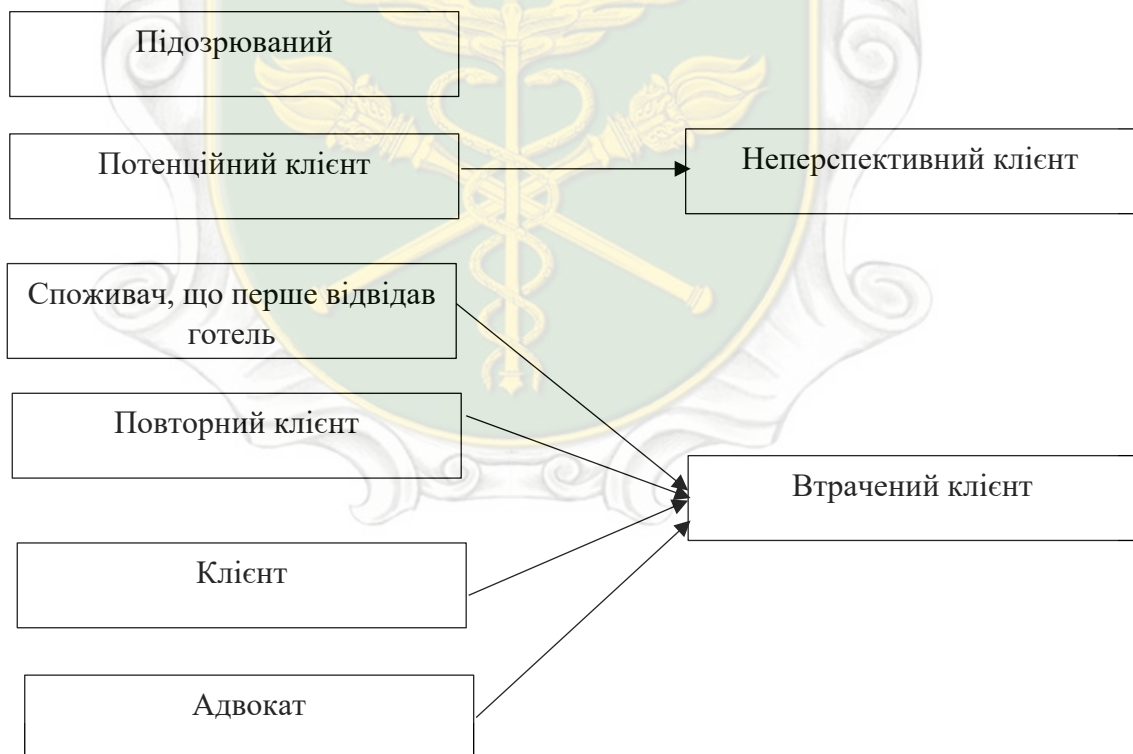 Підозрюваний
Потенційний клієнт
Неперспективний клієнт
Споживач, що перше відвідав
готель
Повторний клієнт
Втрачений клієнт
Клієнт
Адвокат